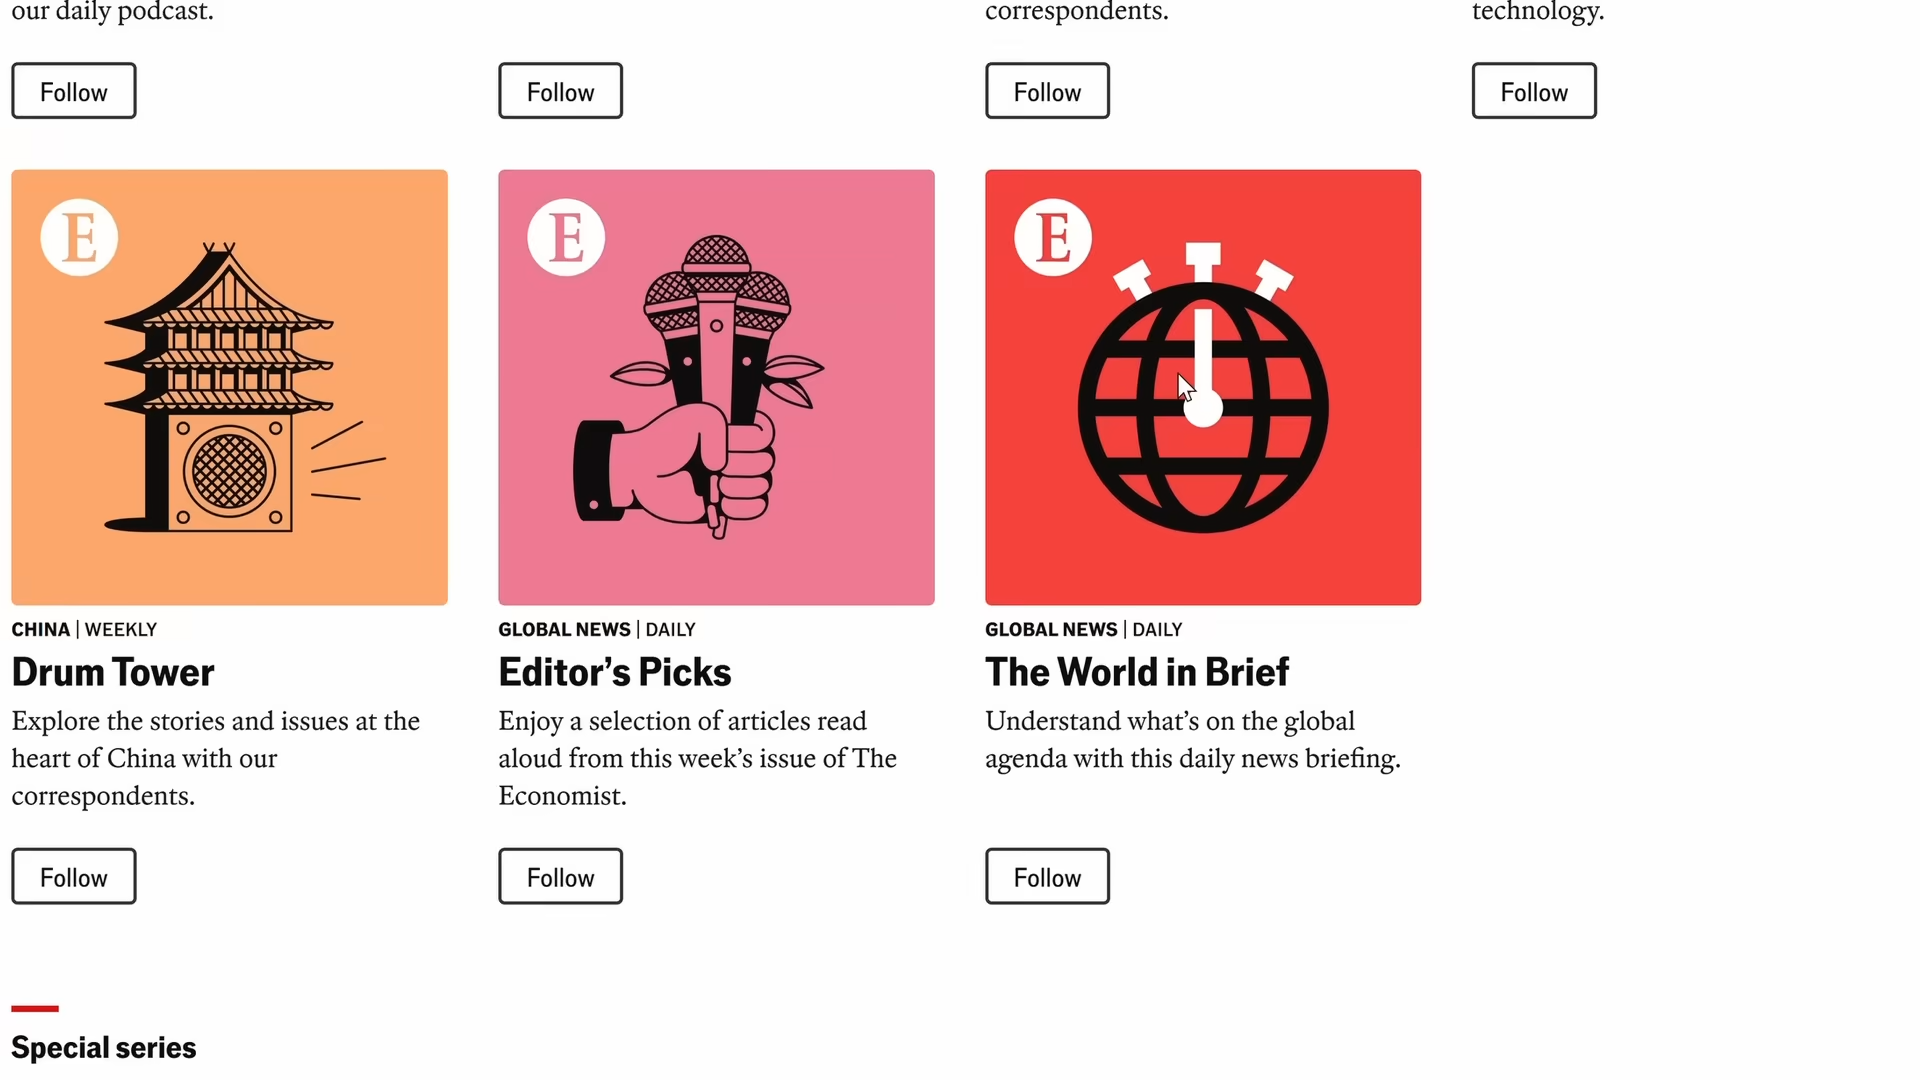 our daily podcast.
correspondents.
technology.
Follow
Follow
Follow
Follow
E
E
E
CHINA | WEEKLY
Drum Tower
Explore the stories and issues at the
heart of China with our
correspondents.
Follow
GLOBAL NEWS | DAILY
Editor’s Picks
Enjoy a selection of articles read
aloud from this week’s issue of The
Economist.
Follow
GLOBAL NEWS | DAILY
The World in Brief
Understand what’s on the global
agenda with this daily news briefing.
Follow
Special series